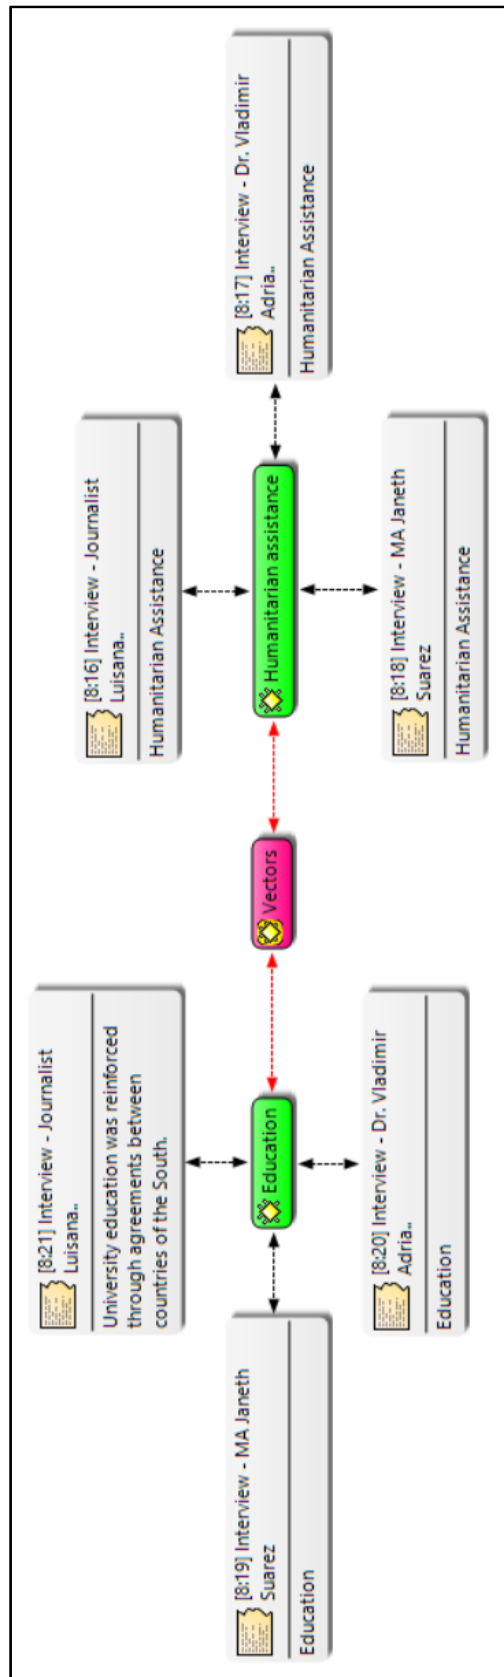 [8:21] Interview - Journalist
Luisana..
University education was reinforced
through agreements between
countries of the South.
[8:16] Interview - Journalist
Luisana..
Humanitarian Assistance
[8:19] Interview - MA Janeth
Suarez
Education
Education
Vectors
Humanitarian assistance
[8:17] Interview - Dr. Vladimir
Adria..
Humanitarian Assistance
[8:20] Interview - Dr. Vladimir
Adria..
Education
[8:18] Interview - MA Janeth
Suarez
Humanitarian Assistance